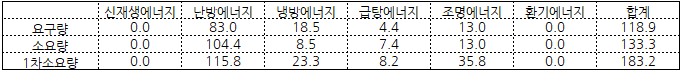 신재생에너지 난방에너지 냉방에너지 급탕에너지 조명에너지 환기에너지 합계
요구량 0.0 83.0 18.5 4.4 13.0 0.0 118.9
소요량 0.0 104.4 8.5 7.4 13.0 0.0 133.3
1차소요량 0.0 115.8 23.3 8.2 35.8 0.0 183.2